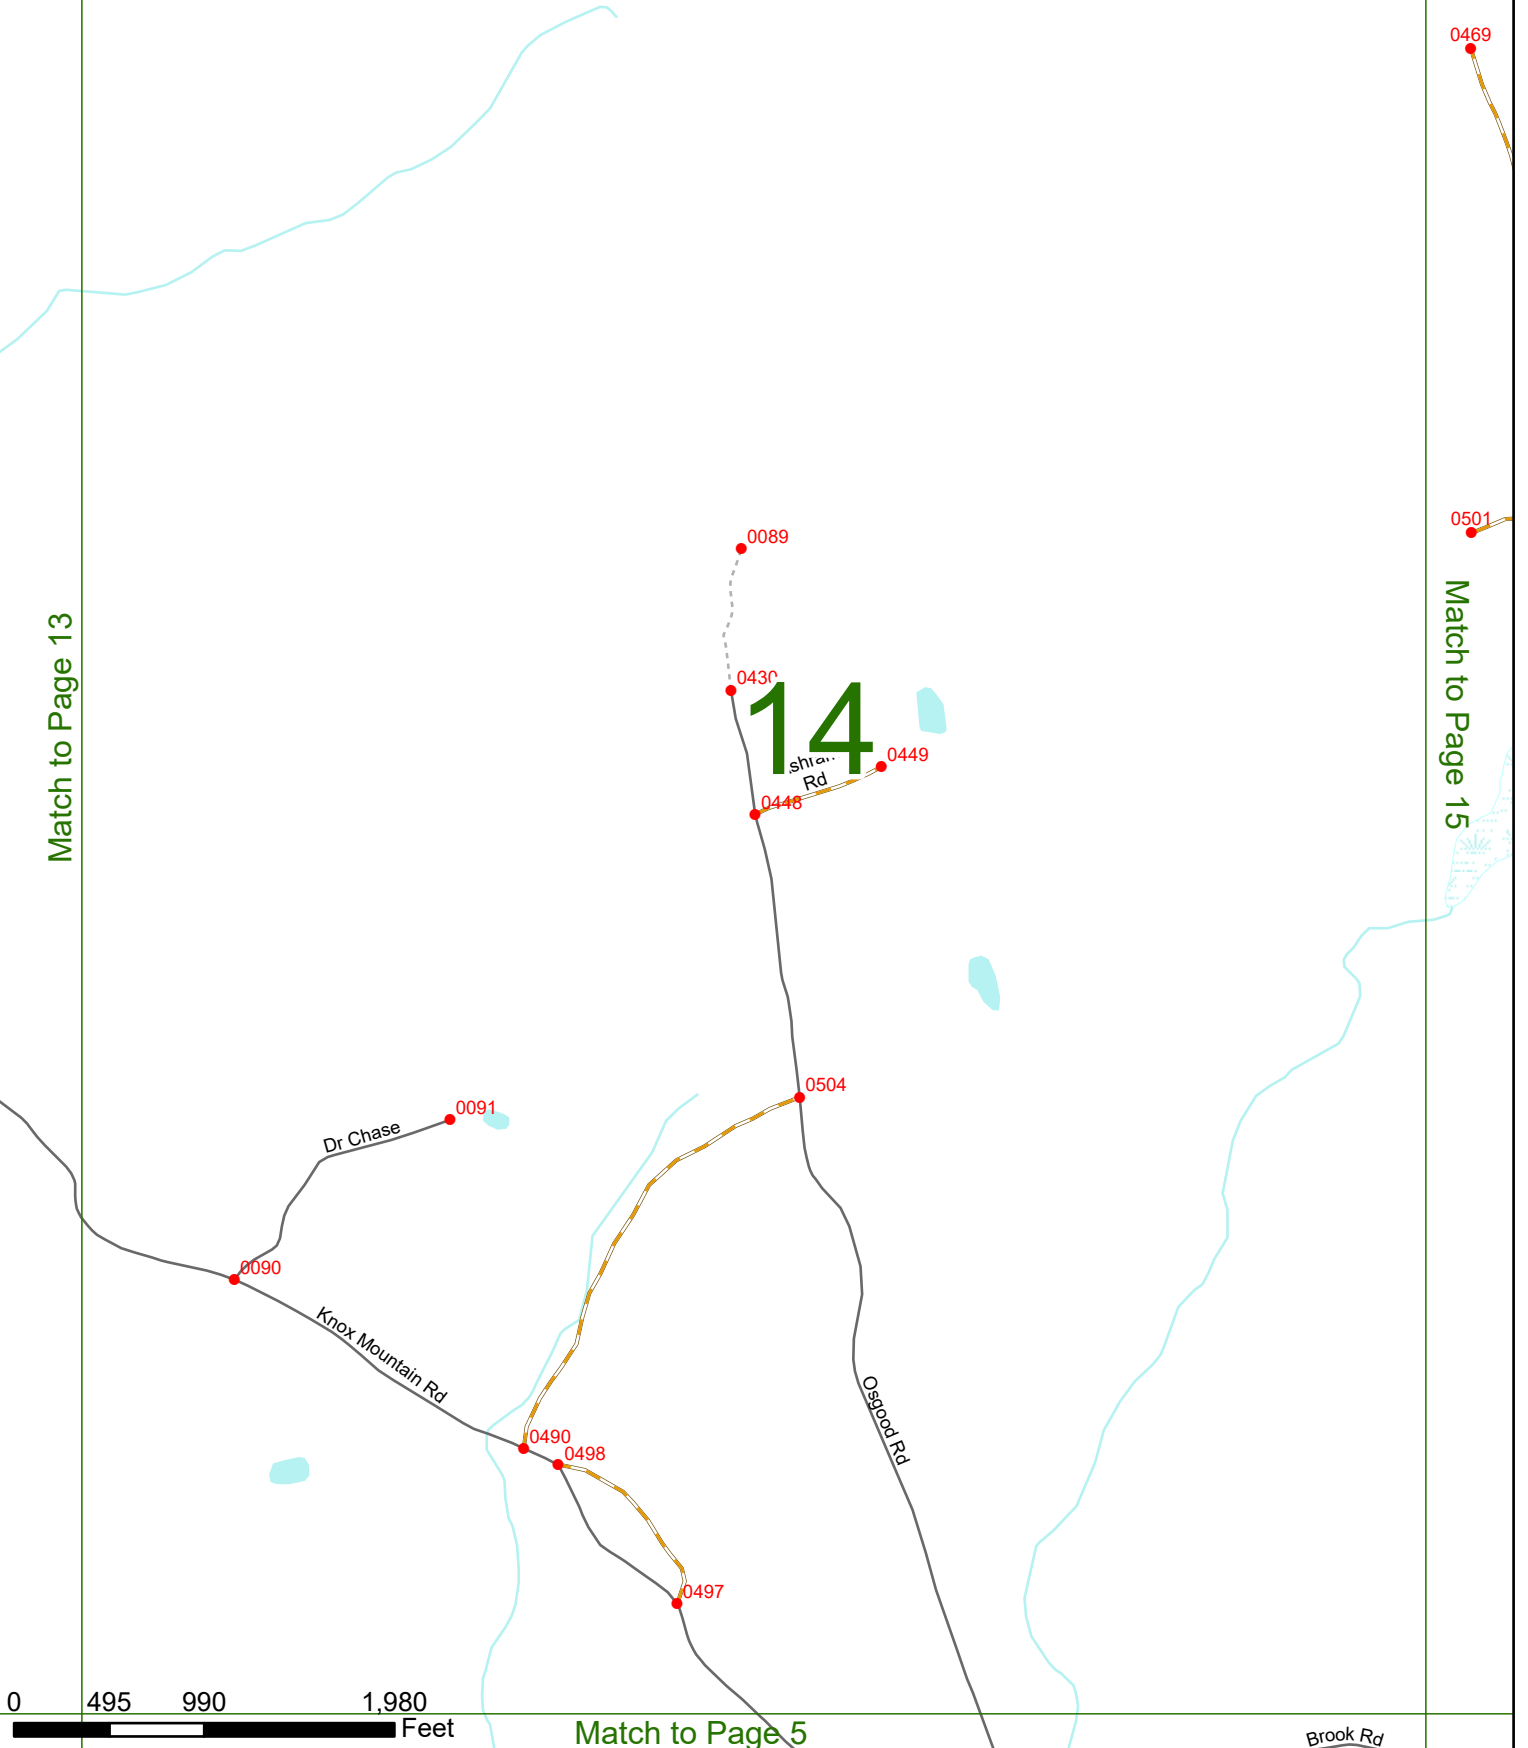 0469
0501
Match to Page 13
Match to Page 15
0089
14
0449
Rd
0448
0504
0091
Dr Chase
0090
Knox Mountain Rd
0490
0498
Osgood Rd
0497
0 495 990 1,980
Feet
Match to Page 5
Brook Rd